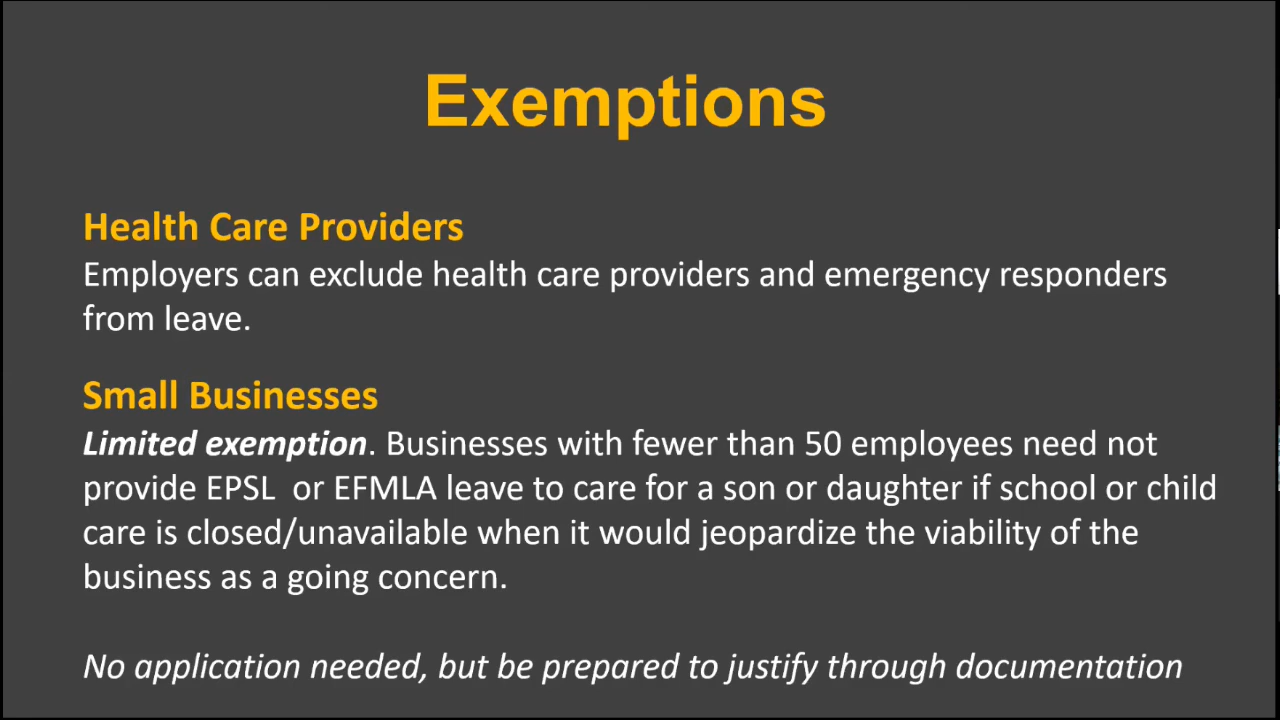 Exemptions
Health Care Providers
Employers can exclude health care providers and emergency responders
from leave.
Small Businesses
Limited exemption. Businesses with fewer than 50 employees need not
provide EPSL  or EFMLA leave to care for a son or daughter if school or child
care is closed/unavailable when it would jeopardize the viability of the
business as a going concern.
No application needed, but be prepared to justify through documentation